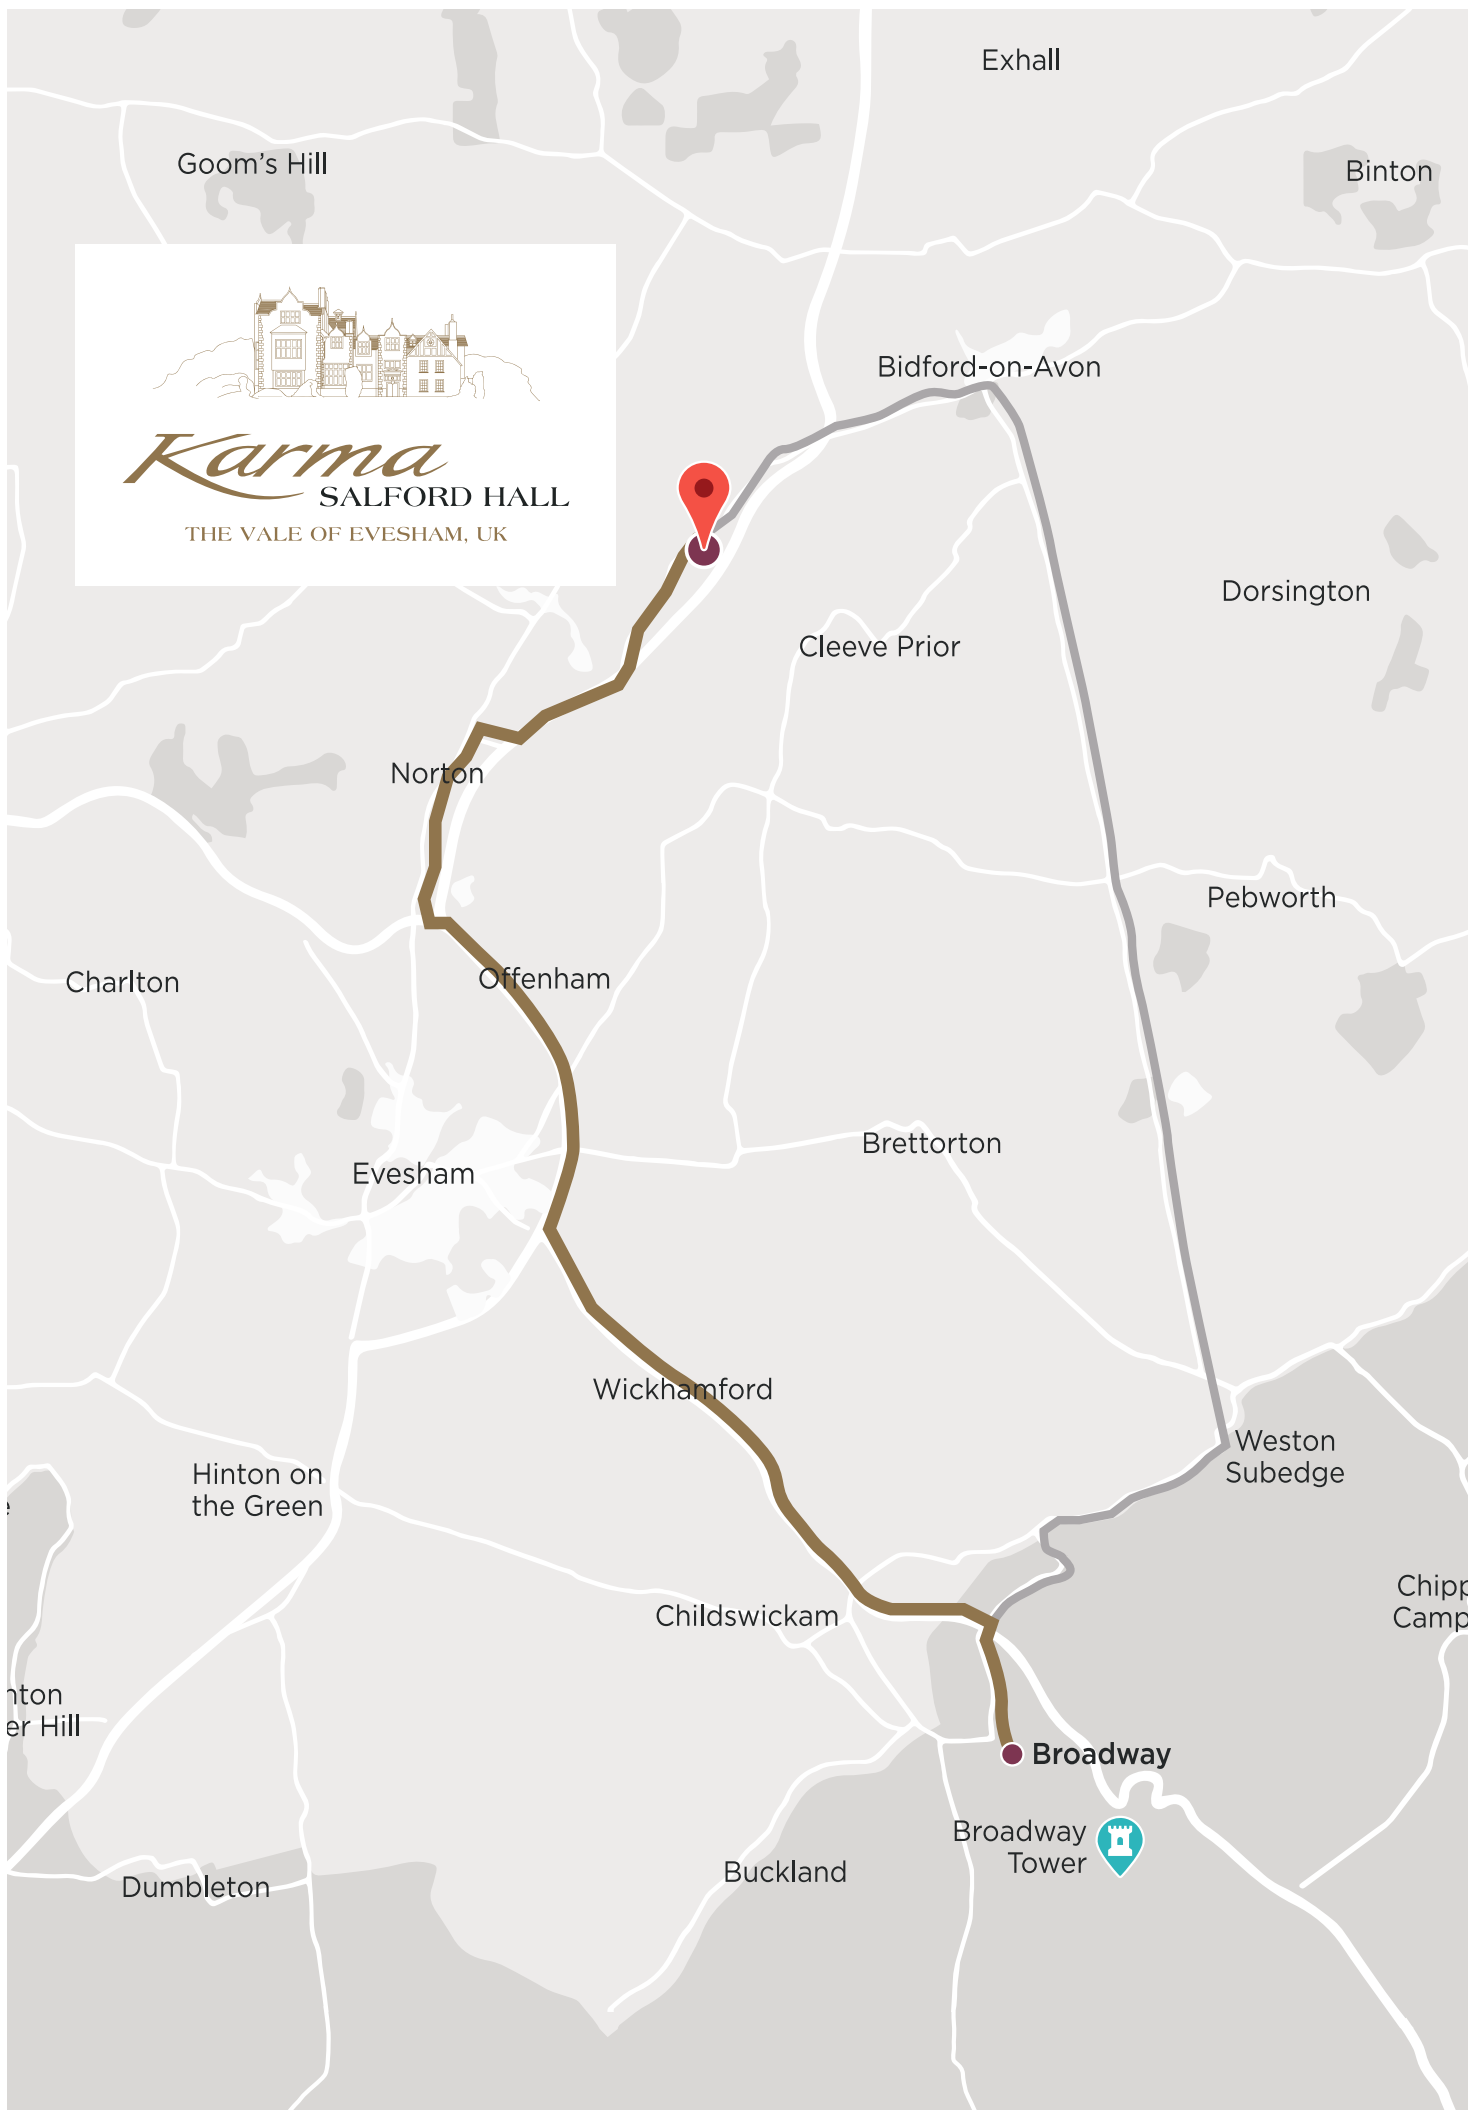 Exhall
Goom's Hill
Binton
Bidford-on-Avon
Karma
SALFORD HALL
THE VALE OF EVESHAM, UK
Dorsington
Cleeve Prior
Norton
Pebworth
Charlton
Offenham
Brettorton
Evesham
Wickhamford
Weston
Subedge
Hinton on
the Green
Chipp
Camp
Childswickam
nton
er Hill
Broadway
Broadway
Tower
Buckland
Dumbleton